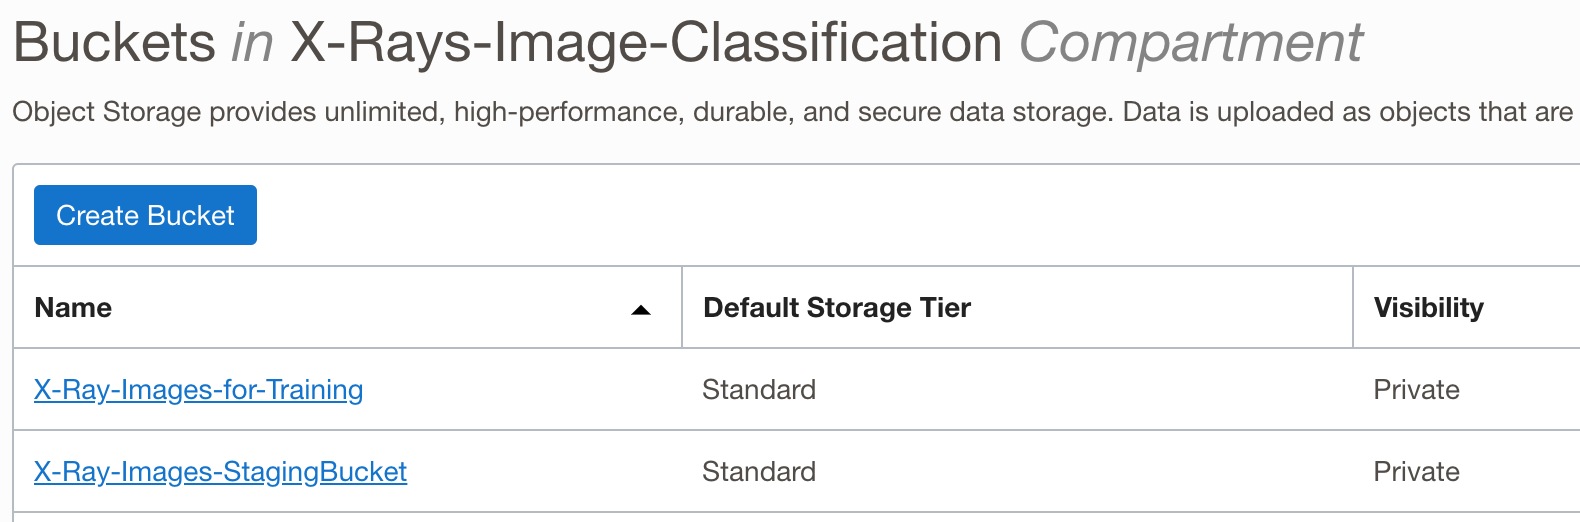 Buckets in X-Rays-Image-Classification Compartment
Object Storage provides unlimited, high-performance, durable, and secure data storage. Data is uploaded as objects that are
Create Bucket
Name Default Storage Tier Visibility
X-Ray-Images-for-Training Standard Private
X-Ray-Images-StagingBucket Standard Private